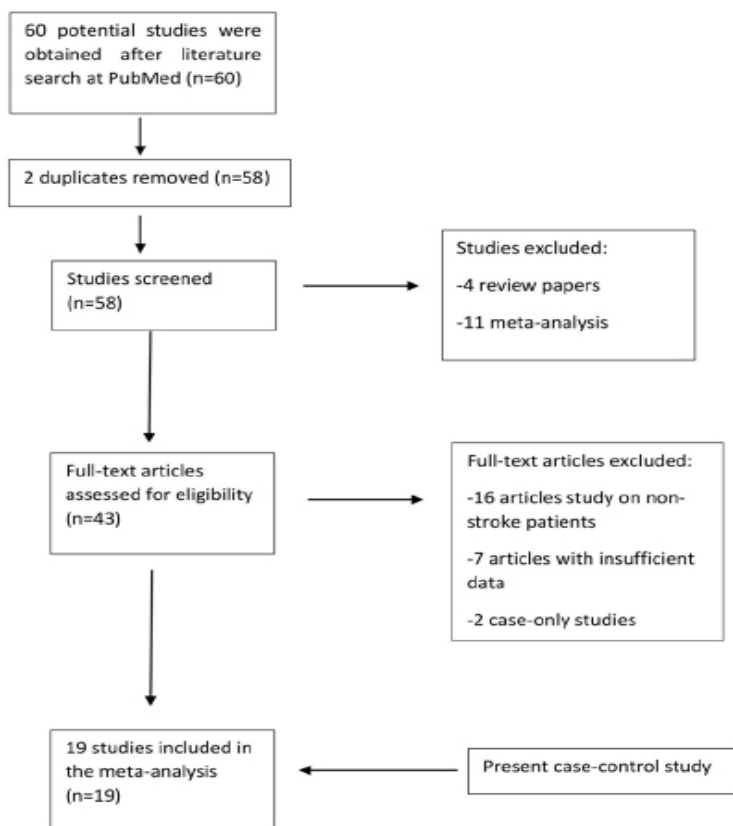 60 potential studies were
obtained after literature
search at PubMed (n=60)
2 duplicates removed (n=58)
Studies screened
(n=58)
Studies excluded:
-4 review papers
-11 meta-analysis
Full-text articles
assessed for eligibility
(n=43)
Full-text articles excluded:
-16 articles study on non-
stroke patients
-7 articles with insufficient
data
-2 case-only studies
19 studies included in
the meta-analysis
(n=19)
Present case-control study